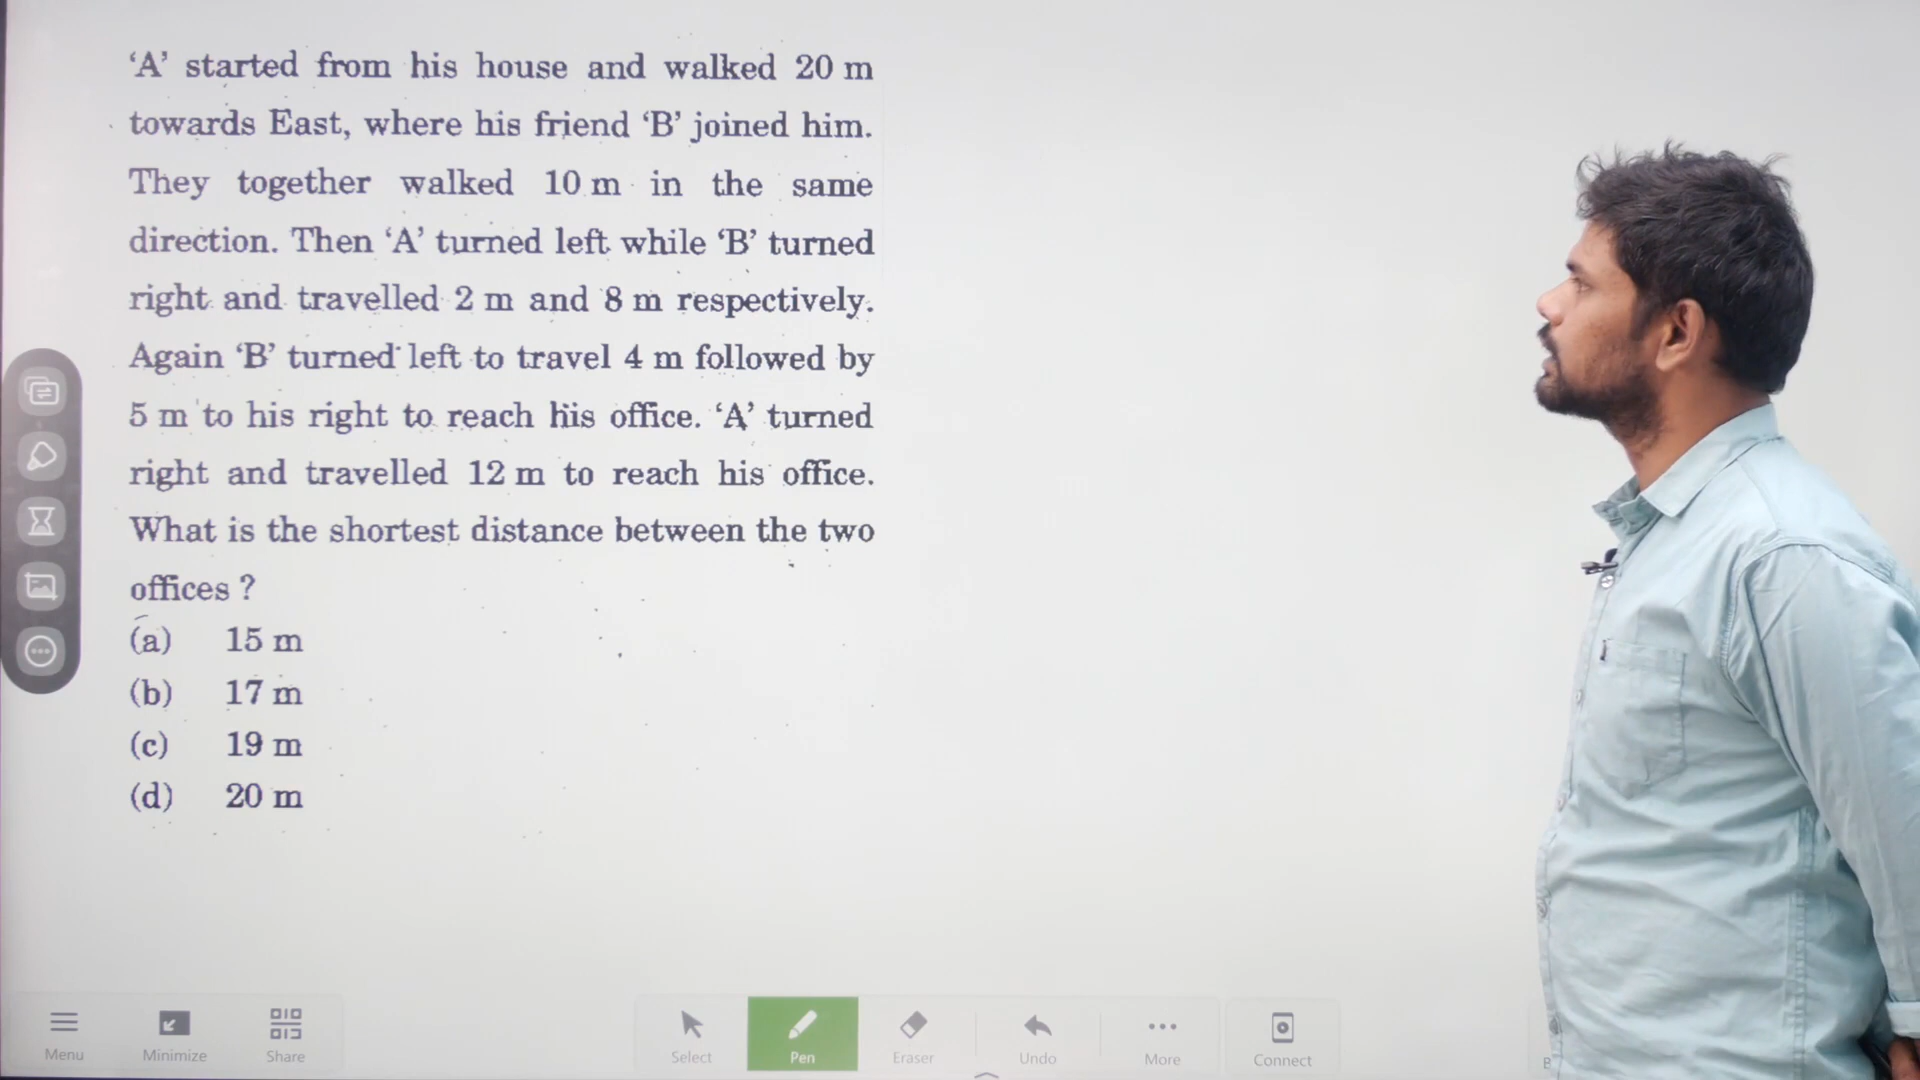 ‘A’ started from his house and walked 20 m
towards East, where his friend ‘B’ joined him.
They together walked 10 m in the same
direction. Then ‘A’ turned left while ‘B’ turned
right and travelled 2 m and 8 m respectively.
Again ‘B’ turned left to travel 4 m followed by
5 m to his right to reach his office. ‘A’ turned
right and travelled 12 m to reach his office.
What is the shortest distance between the two
offices ?
(a) 15 m
(b) 17 m
(c) 19 m
(d) 20 m
Menu Minimize Share Select Pen Eraser Undo More Connect